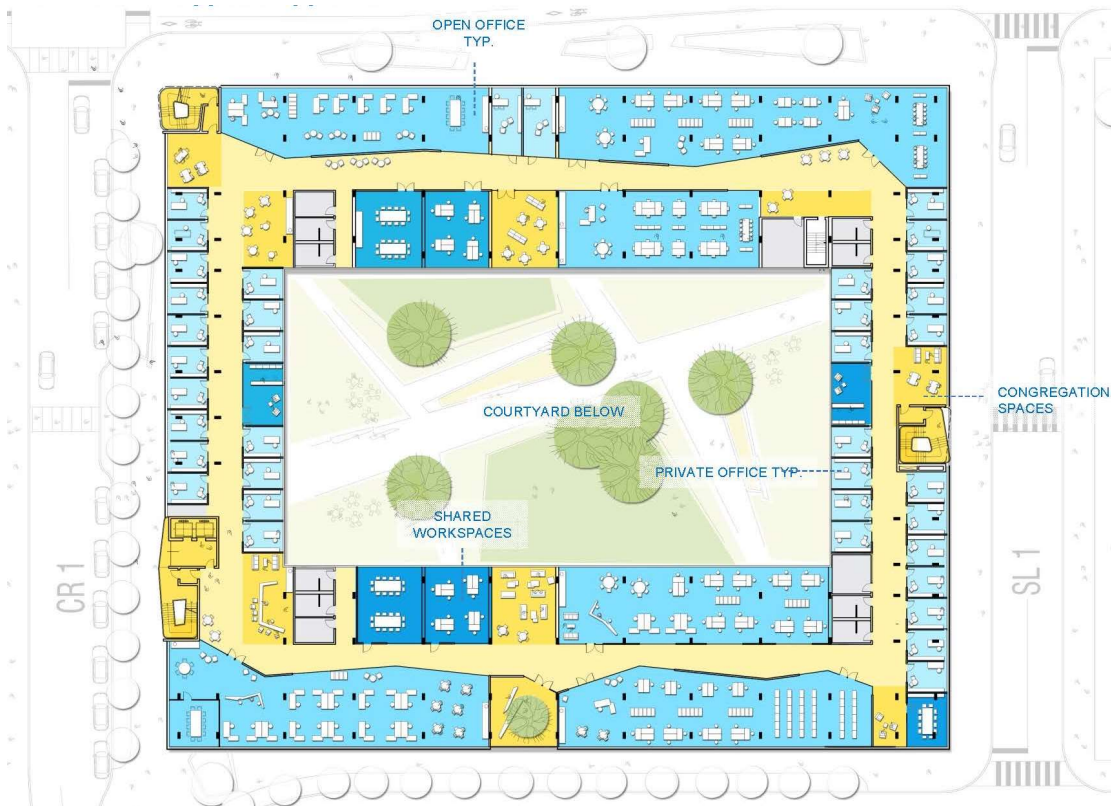 OPEN OFFICE
TYP.
CONGREGATION
SPACES
COURTYARD BELOW
PRIVATE OFFICE TYP.
SHARED
WORKSPACES
CR 1
SL 1